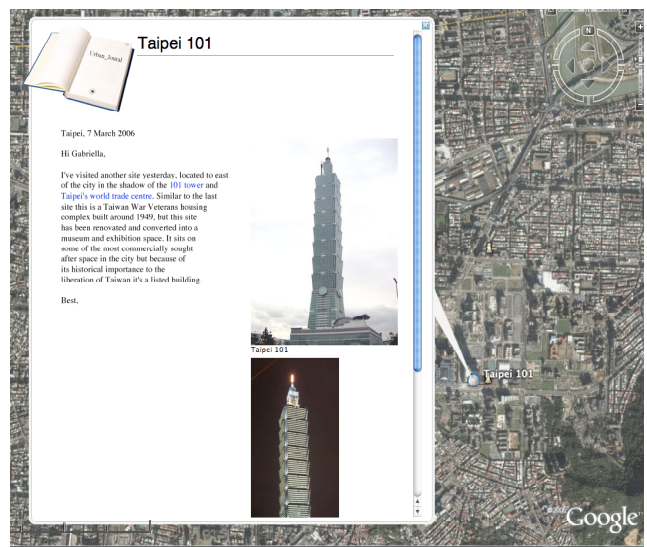 Taipei 101
Urban_Jounal
N
Taipei, 7 March 2006
Hi Gabriella,
I've visited another site yesterday, located to east
of the city in the shadow of the 101 tower and
Taipei's world trade centre. Similar to the last
site this is a Taiwan War Veterans housing
complex built around 1949, but this site
has been renovated and converted into a
museum and exhibition space. It sits on
some of the most commercially sought
after space in the city but because of
its historical importance to the
liberation of Taiwan it's a listed building.
Best,
Taipei 101
Taipei 101
Google